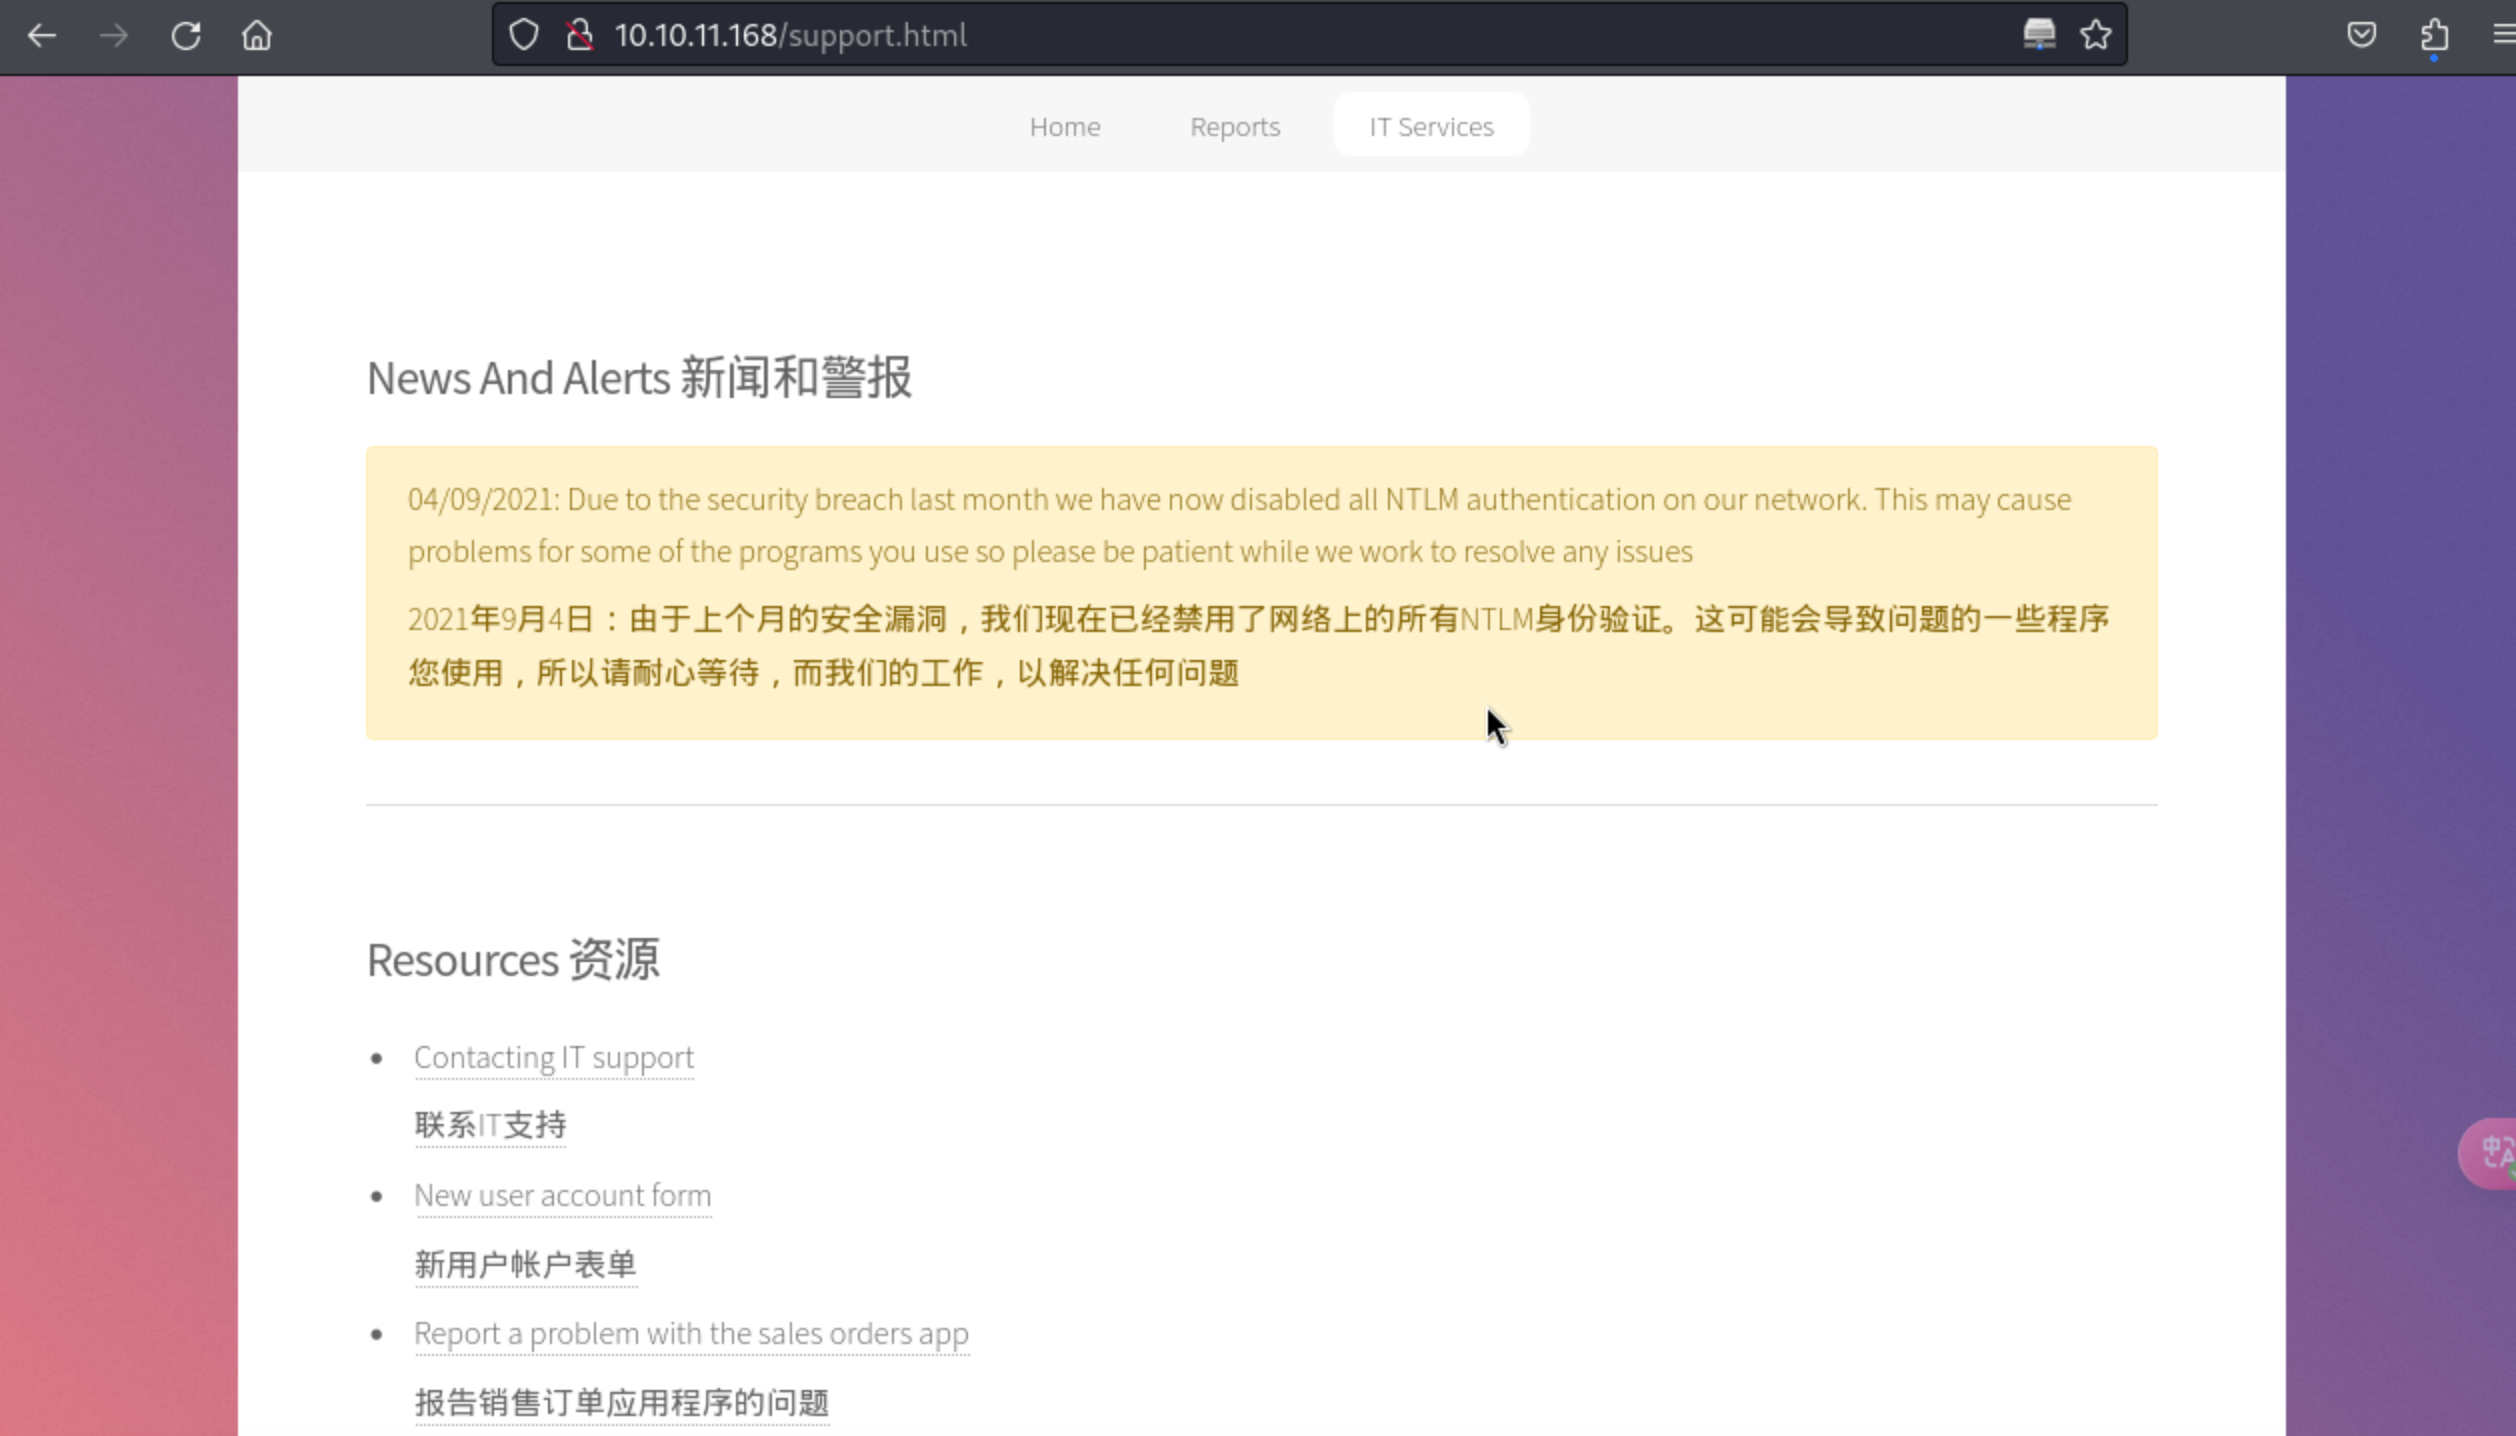 10.10.11.168/support.html
Home Reports IT Services
News And Alerts 新闻和警报
04/09/2021: Due to the security breach last month we have now disabled all NTLM authentication on our network. This may cause
problems for some of the programs you use so please be patient while we work to resolve any issues
2021年9月4日：由于上个月的安全漏洞，我们现在已经禁用了网络上的所有NTLM身份验证。这可能会导致问题的一些程序
您使用，所以请耐心等待，而我们的工作，以解决任何问题
Resources 资源
Contacting IT support
联系IT支持
New user account form
新用户帐户表单
Report a problem with the sales orders app
报告销售订单应用程序的问题